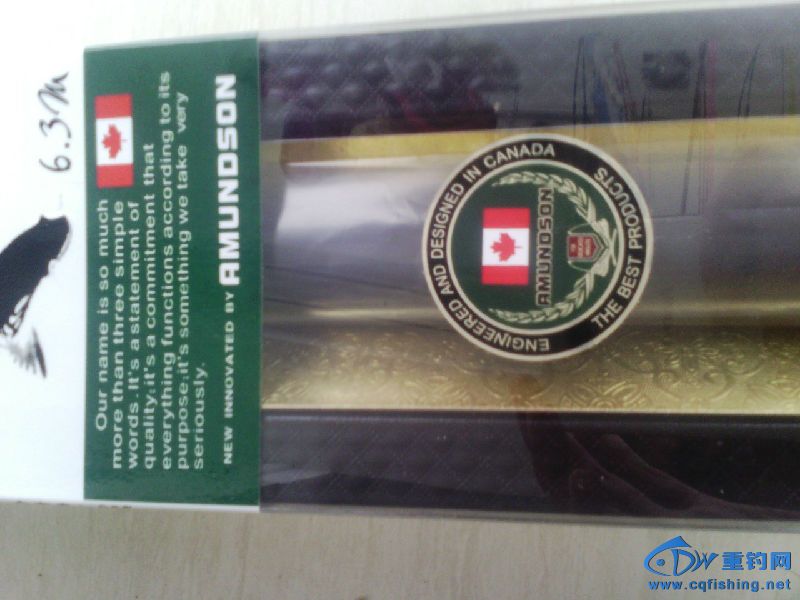 6.3M
Our name is so much
more than three simple
words.It's a statement of
quality,it's a commitment that
everything functions according to its
purpose,it's something we take very
seriously.
NEW INNOVATED BY AMUNDSON
ENGINEERED AND DESIGNED IN CANADA
AMUNDSON
THE BEST PRODUCTS
DW重钓网
www.cqfishing.net